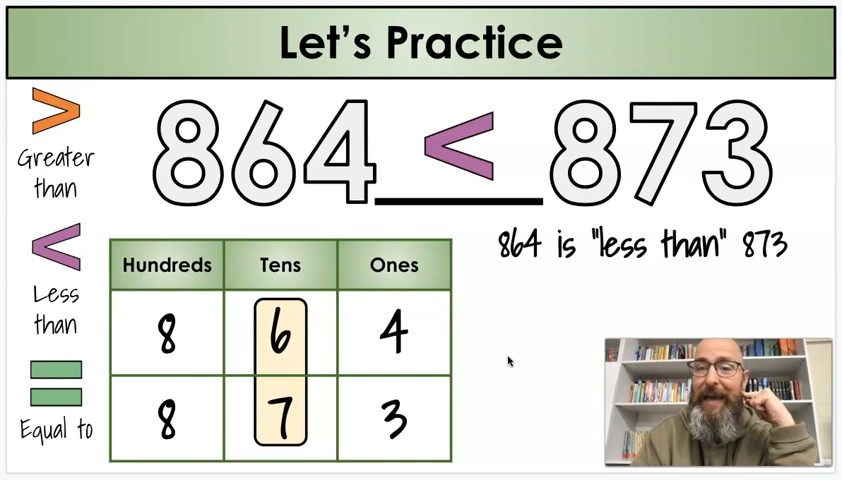 Let's Practice
>
Greater
than
864 < 873
864 is "less than" 873
<
Less
than
=
Equal to
Hundreds Tens Ones
8 6 4
8 7 3